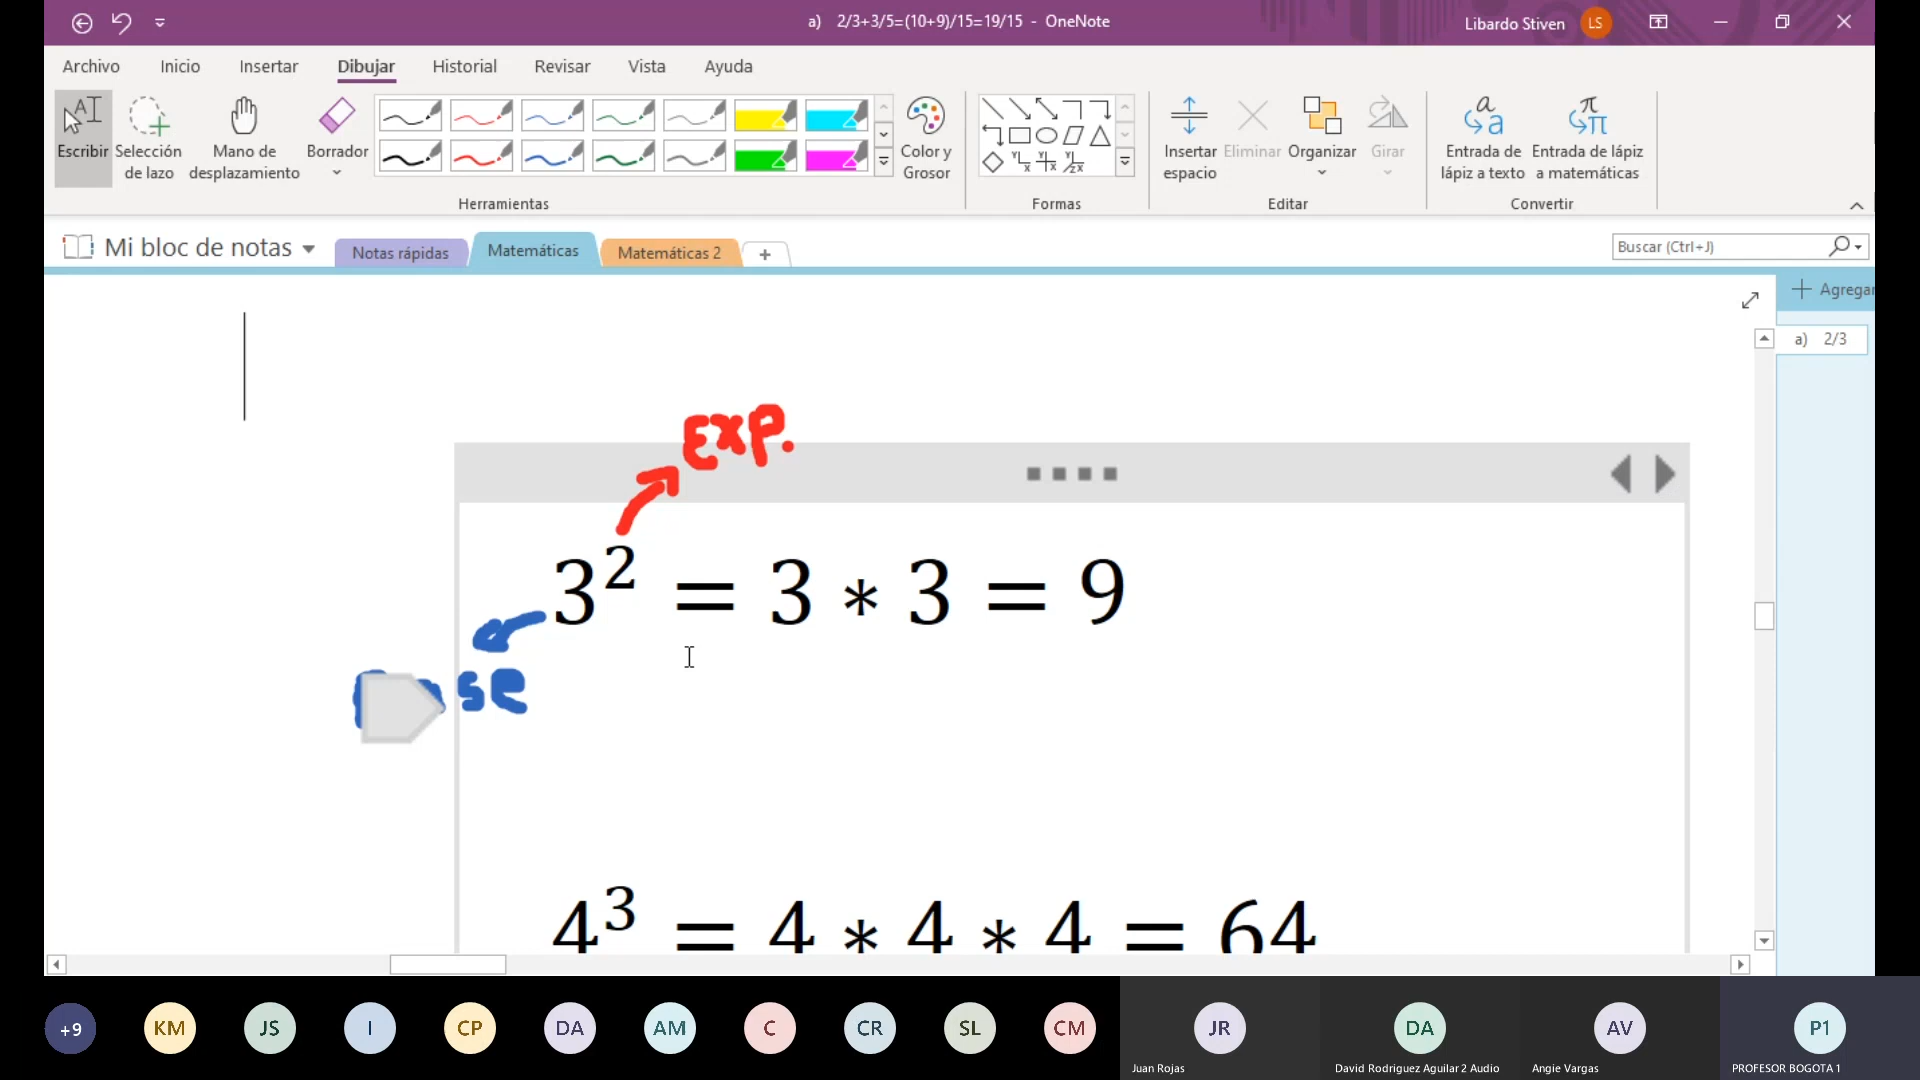 a) 2/3+3/5=(10+9)/15=19/15 - OneNote
Libardo Stiven LS
Archivo Inicio Insertar Dibujar Historial Revisar Vista Ayuda
Escribir
Selección de lazo
Mano de desplazamiento
Borrador
Color y Grosor
Insertar espacio
Eliminar
Organizar
Girar
Entrada de lápiz a texto
Entrada de lápiz a matemáticas
Herramientas Formas Editar Convertir
Mi bloc de notas Notas rápidas Matemáticas Matemáticas 2 +
Buscar (Ctrl+J)
a) 2/3
Exp.
3² = 3 * 3 = 9
se
4³ = 4 * 4 * 4 = 64
+9 KM JS I CP DA AM C CR SL CM JR DA AV P1
Juan Rojas
David Rodriguez Aguilar 2 Audio
Angie Vargas
PROFESOR BOGOTA 1